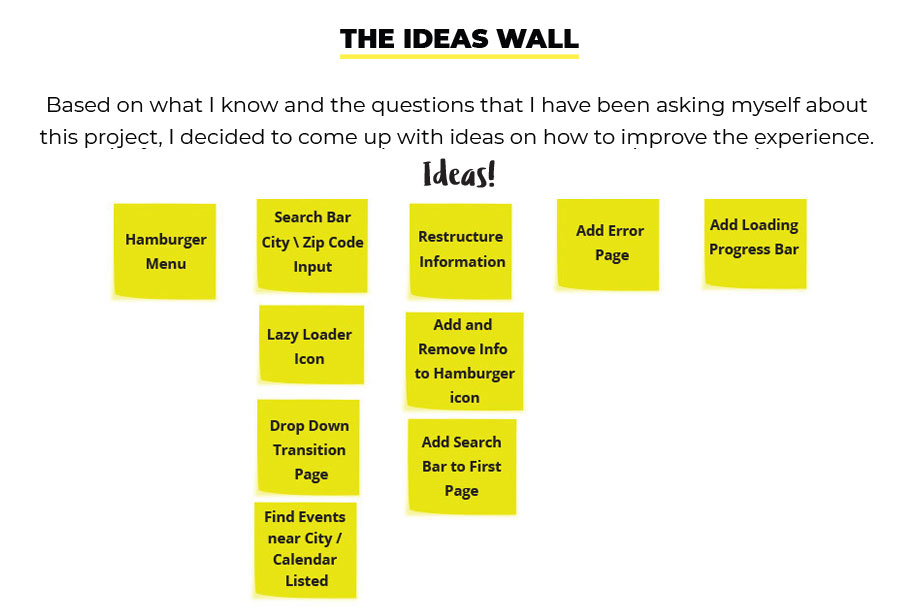 THE IDEAS WALL
Based on what I know and the questions that I have been asking myself about
this project, I decided to come up with ideas on how to improve the experience.
Ideas!
Hamburger
Menu
Search Bar
City \ Zip Code
Input
Restructure
Information
Add Error
Page
Add Loading
Progress Bar
Lazy Loader
Icon
Add and
Remove Info
to Hamburger
icon
Drop Down
Transition
Page
Add Search
Bar to First
Page
Find Events
near City /
Calendar
Listed